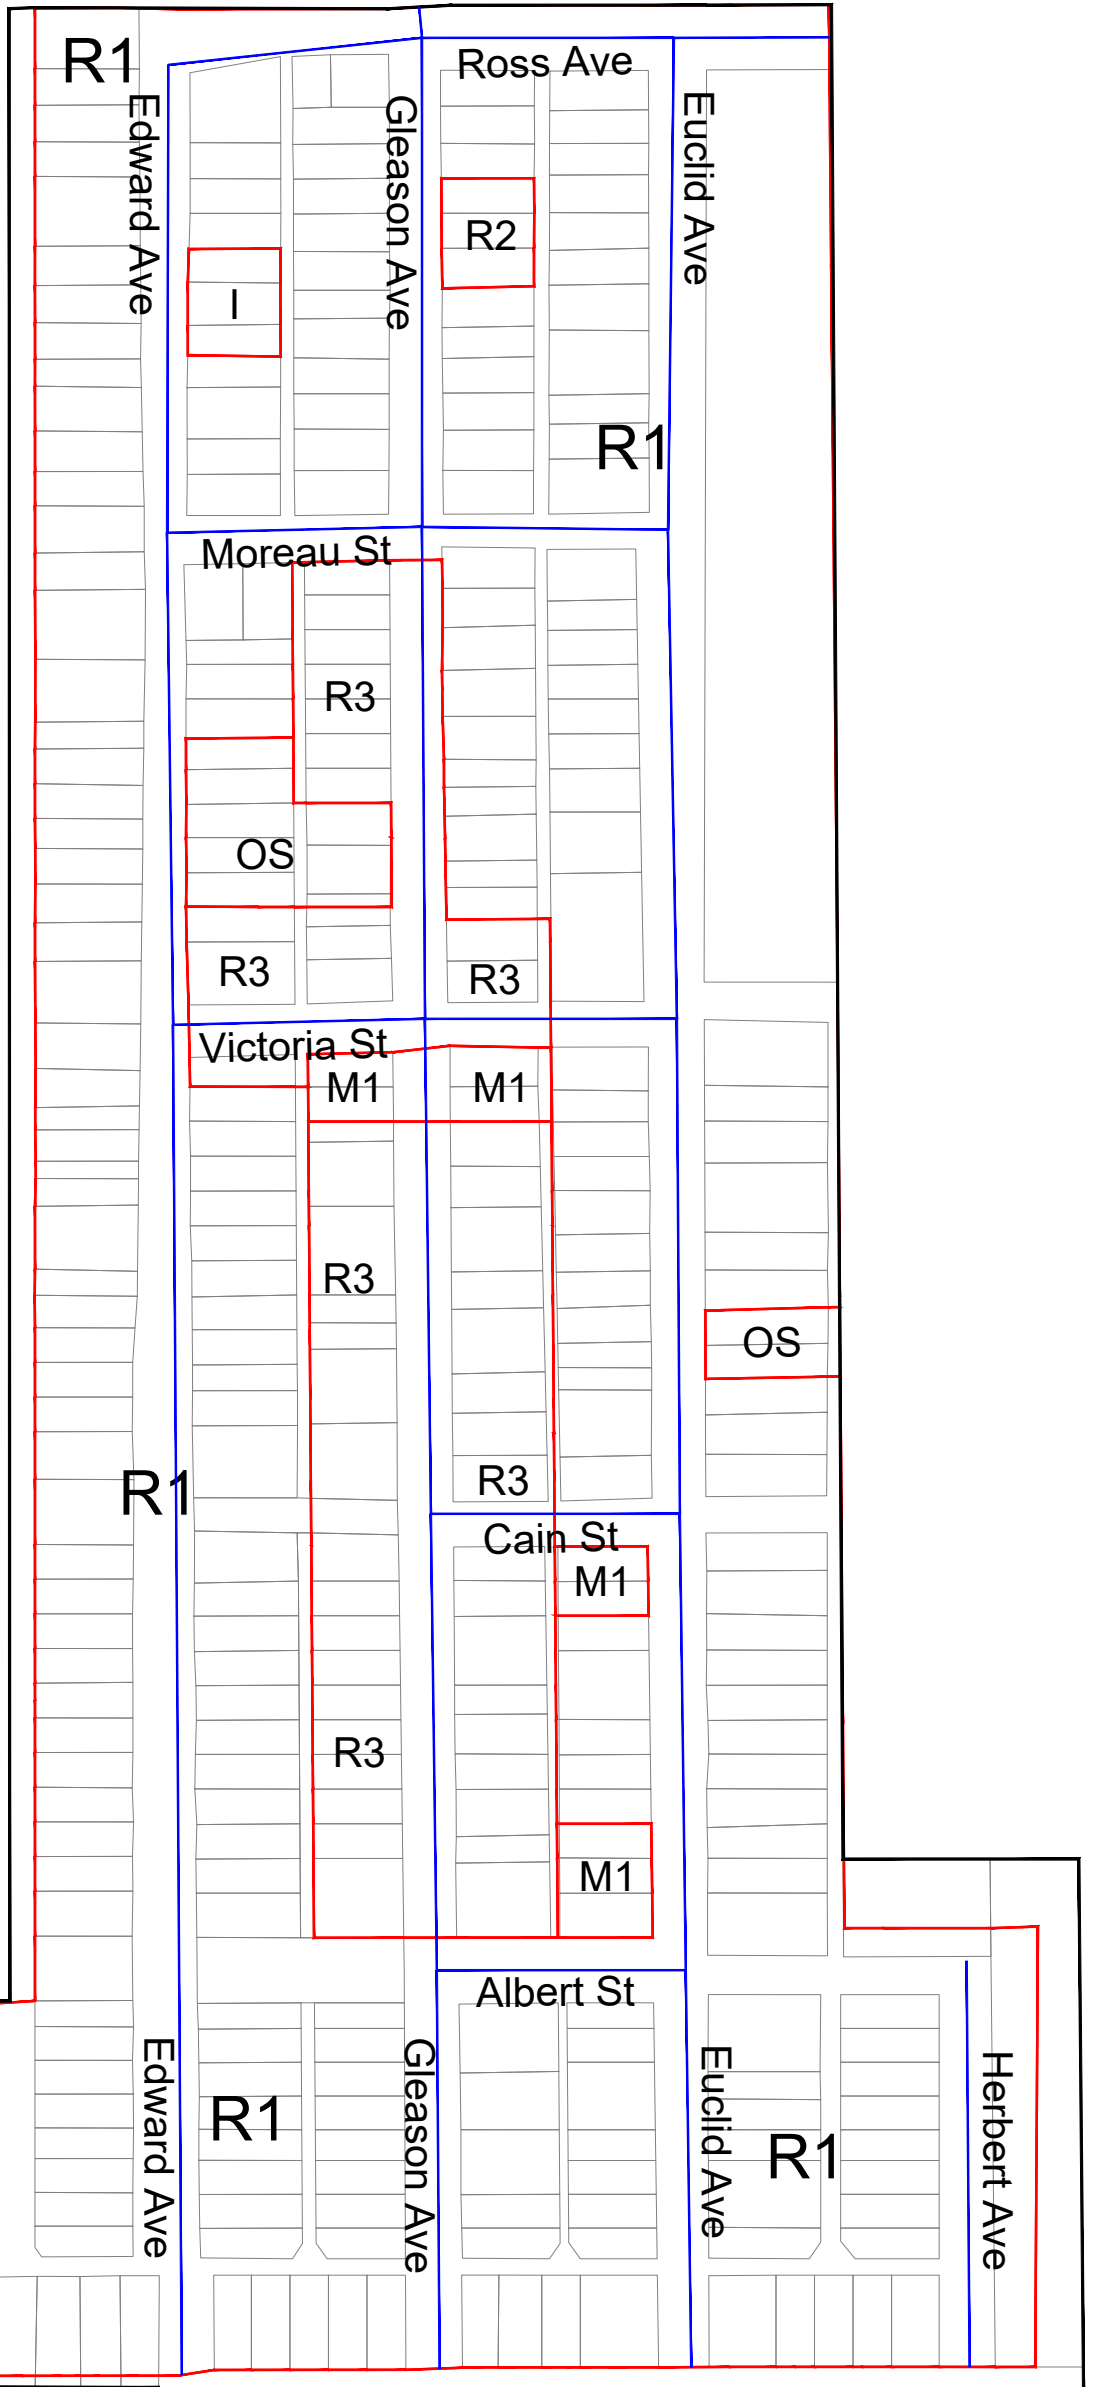 R1
Ross Ave
Edward Ave
Gleason Ave
Euclid Ave
R2
I
R1
Moreau St
R3
OS
R3
R3
Victoria St
M1
M1
R3
OS
R3
R1
Cain St
M1
R3
M1
Albert St
Edward Ave
Gleason Ave
Euclid Ave
Herbert Ave
R1
R1